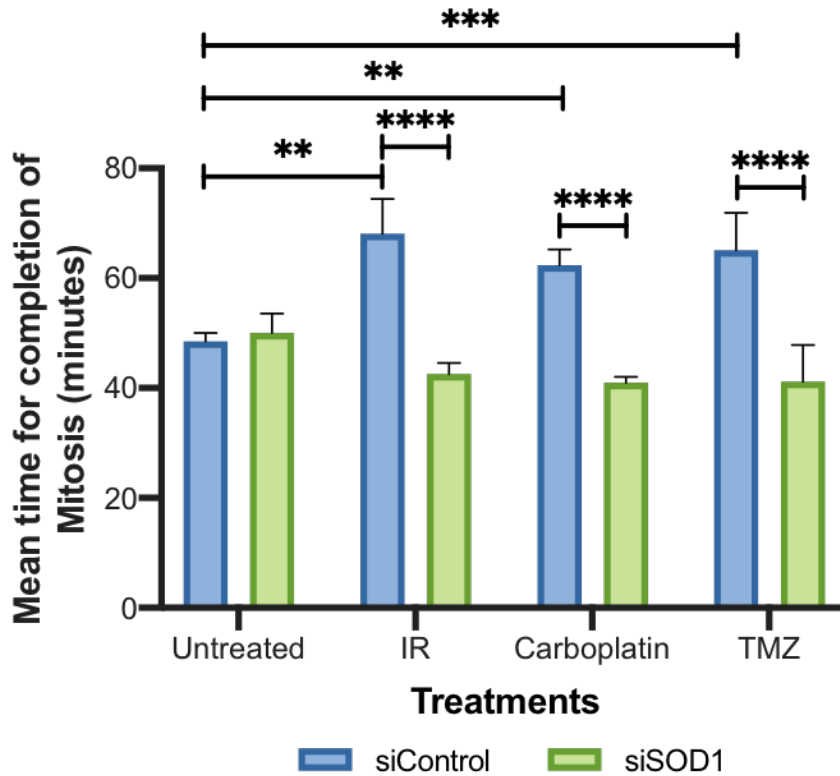 ***
**
****
**
****
****
Mean time for completion of
Mitosis (minutes)
80
60
40
20
0
Untreated IR Carboplatin TMZ
Treatments
siControl siSOD1